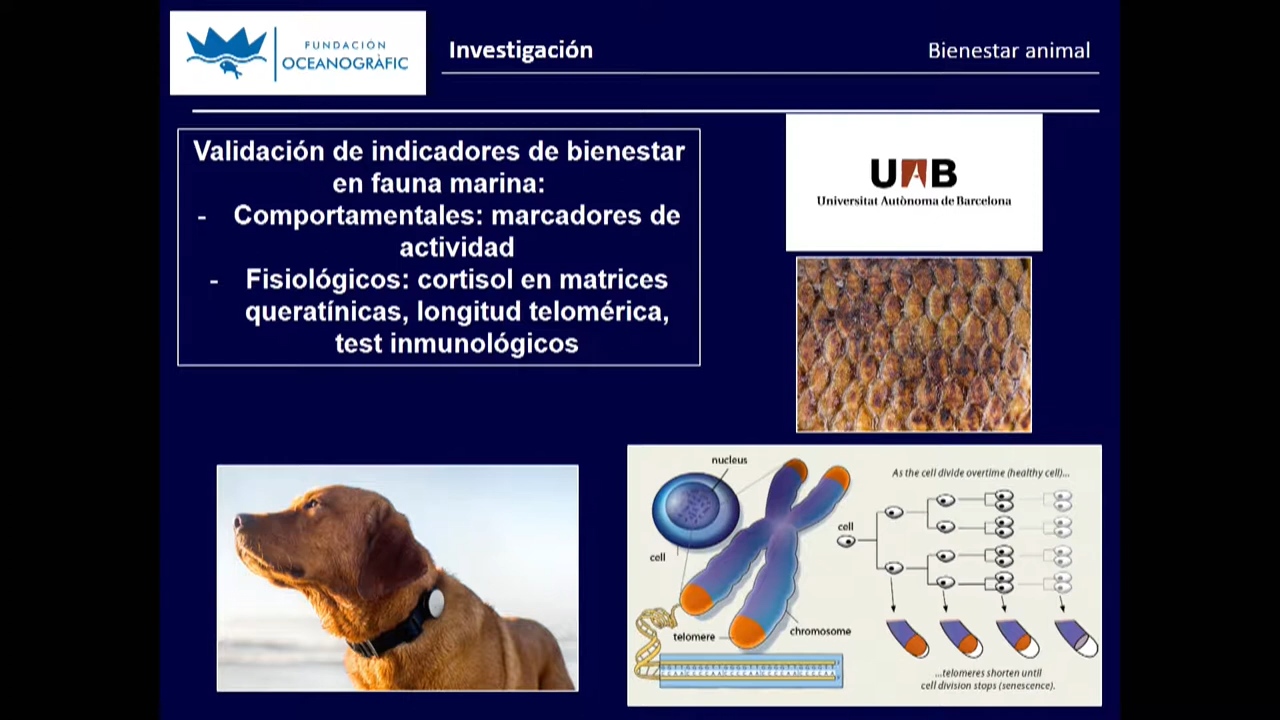 FUNDACIÓN
OCEANOGRÀFIC
Investigación
Bienestar animal
Validación de indicadores de bienestar
en fauna marina:
- Comportamentales: marcadores de
actividad
- Fisiológicos: cortisol en matrices
queratínicas, longitud telomérica,
test inmunológicos
UAB
Universitat Autònoma de Barcelona
nucleus
cell
telomere
chromosome
As the cell divide overtime (healthy cell)...
cell
...telomeres shorten until
cell division stops (senescence).